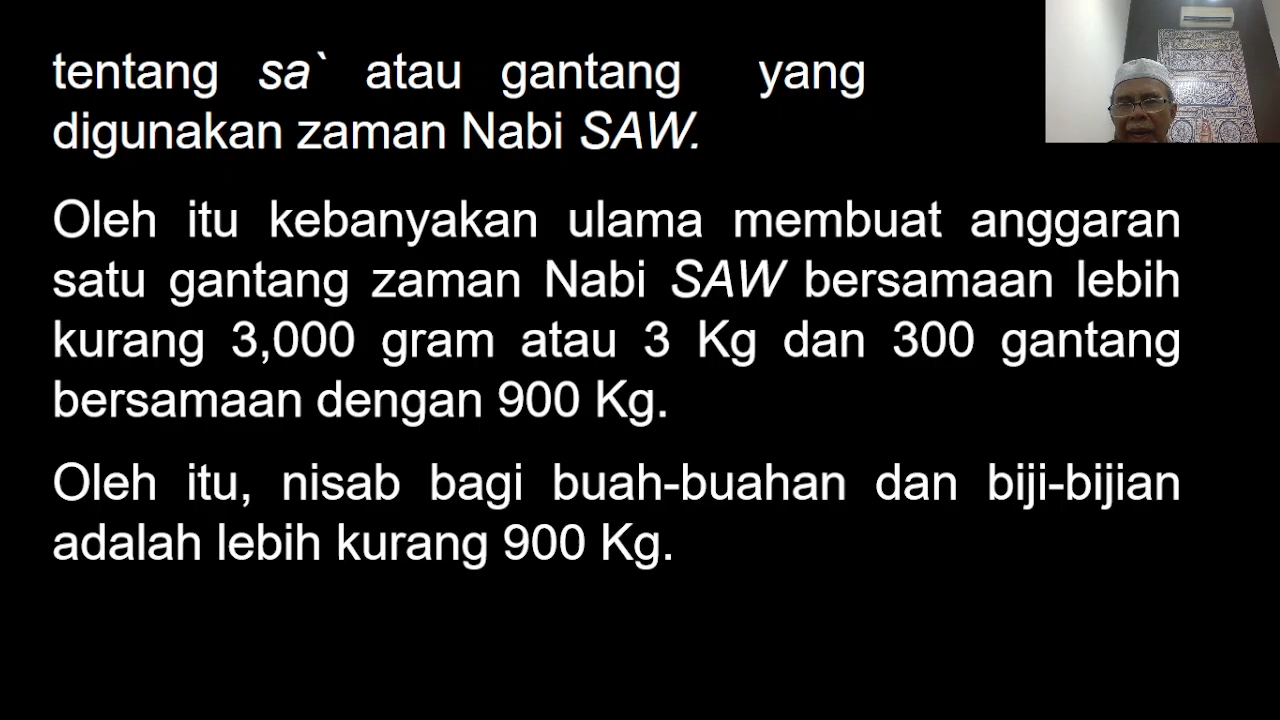 tentang sa` atau gantang yang
digunakan zaman Nabi SAW.
Oleh itu kebanyakan ulama membuat anggaran
satu gantang zaman Nabi SAW bersamaan lebih
kurang 3,000 gram atau 3 Kg dan 300 gantang
bersamaan dengan 900 Kg.
Oleh itu, nisab bagi buah-buahan dan biji-bijian
adalah lebih kurang 900 Kg.